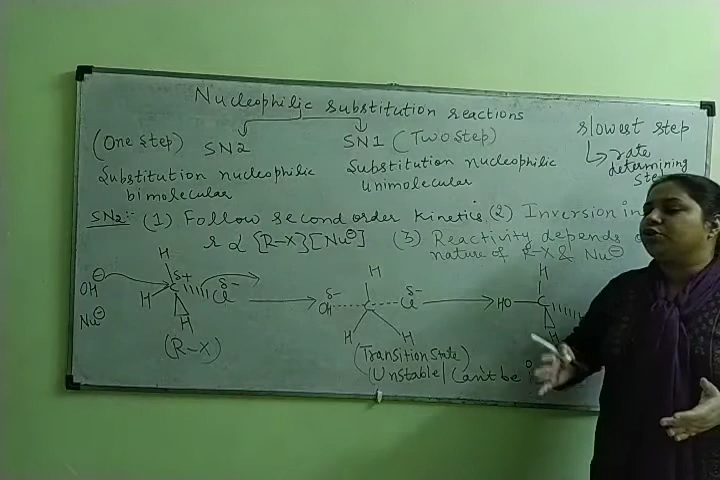 Nucleophilic substitution reactions
(One step) SN2
SN1 (Two step)
Substitution nucleophilic
bimolecular
Substitution nucleophilic
unimolecular
slowest step
rate
determining
step
SN2:- (1) Follow second order kinetics.
r α [R-X][Nu⊖]
(2) Inversion in
(3) Reactivity depends
nature of R-X & Nu⊖
⊖
OH
Nu⊖
H
δ+
C
H
H
δ-
Cl
(R-X)
H
δ-
OH
C
δ-
Cl
H
H
(Transition state)
(Unstable/Can't be
H
HO
C
H